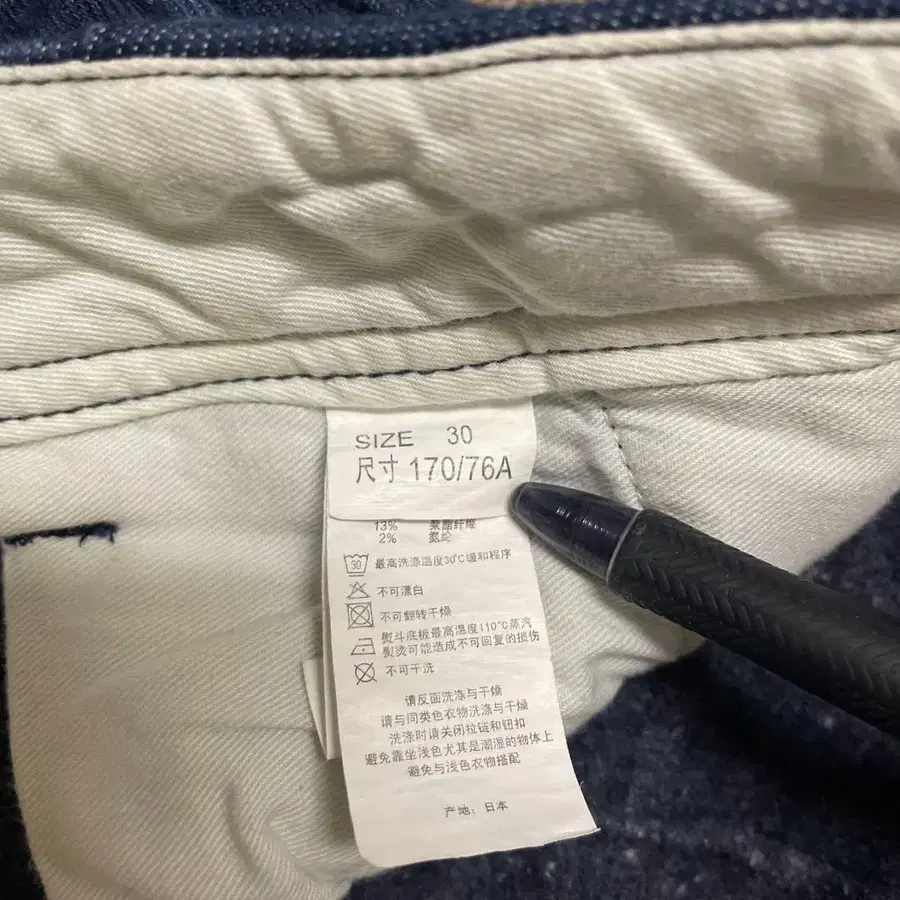 SIZE 30
尺寸 170/76A
13% 聚酯纤维
2% 氨纶
30 最高洗涤温度30℃缓和程序
不可漂白
不可翻转干燥
熨斗底板最高温度110℃蒸汽
熨烫可能造成不可回复的损伤
不可干洗
请反面洗涤与干燥
请与同类色衣物洗涤与干燥
洗涤时请关闭拉链和钮扣
避免靠坐浅色尤其是潮湿的物体上
避免与浅色衣物搭配
产地：日本